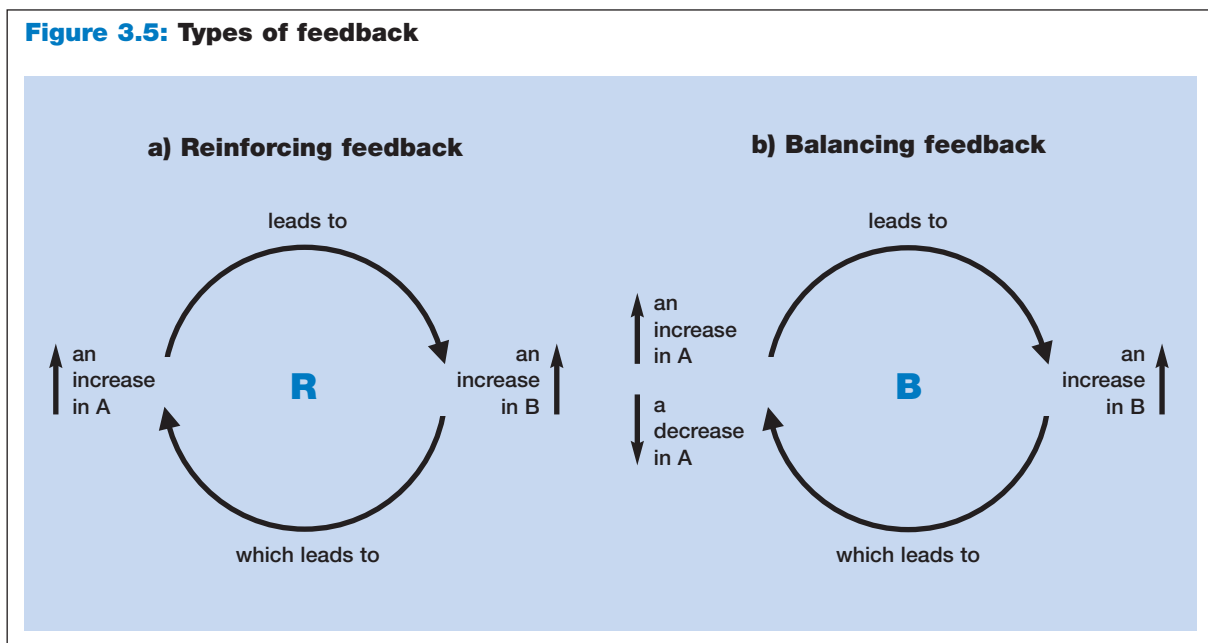 Figure 3.5: Types of feedback
a) Reinforcing feedback
leads to
an
increase
in A
R
an
increase
in B
which leads to
b) Balancing feedback
leads to
an
increase
in A
a
decrease
in A
B
an
increase
in B
which leads to